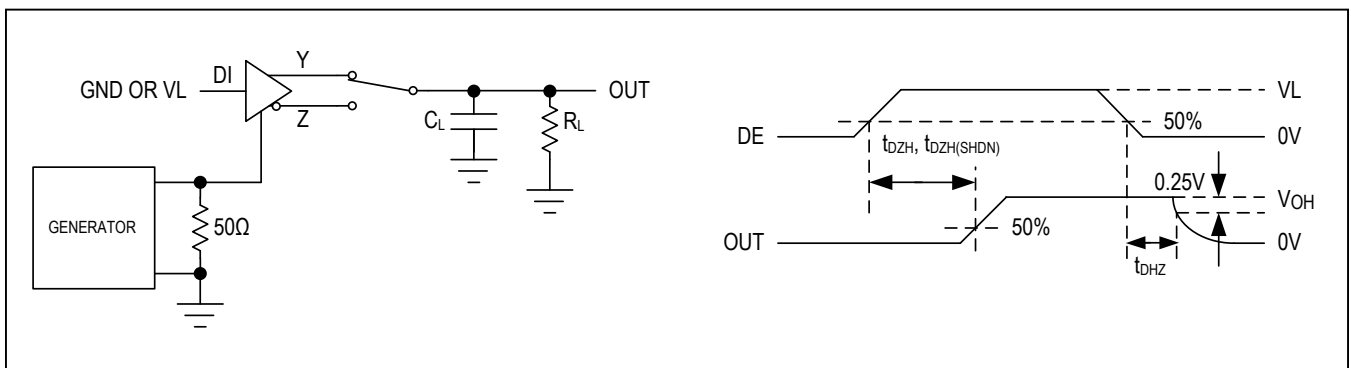 GND OR VL
DI
Y
Z
OUT
CL
RL
GENERATOR
50Ω
DE
VL
50%
0V
tDZH, tDZH(SHDN)
0.25V
VOH
OUT
50%
0V
tDHZ